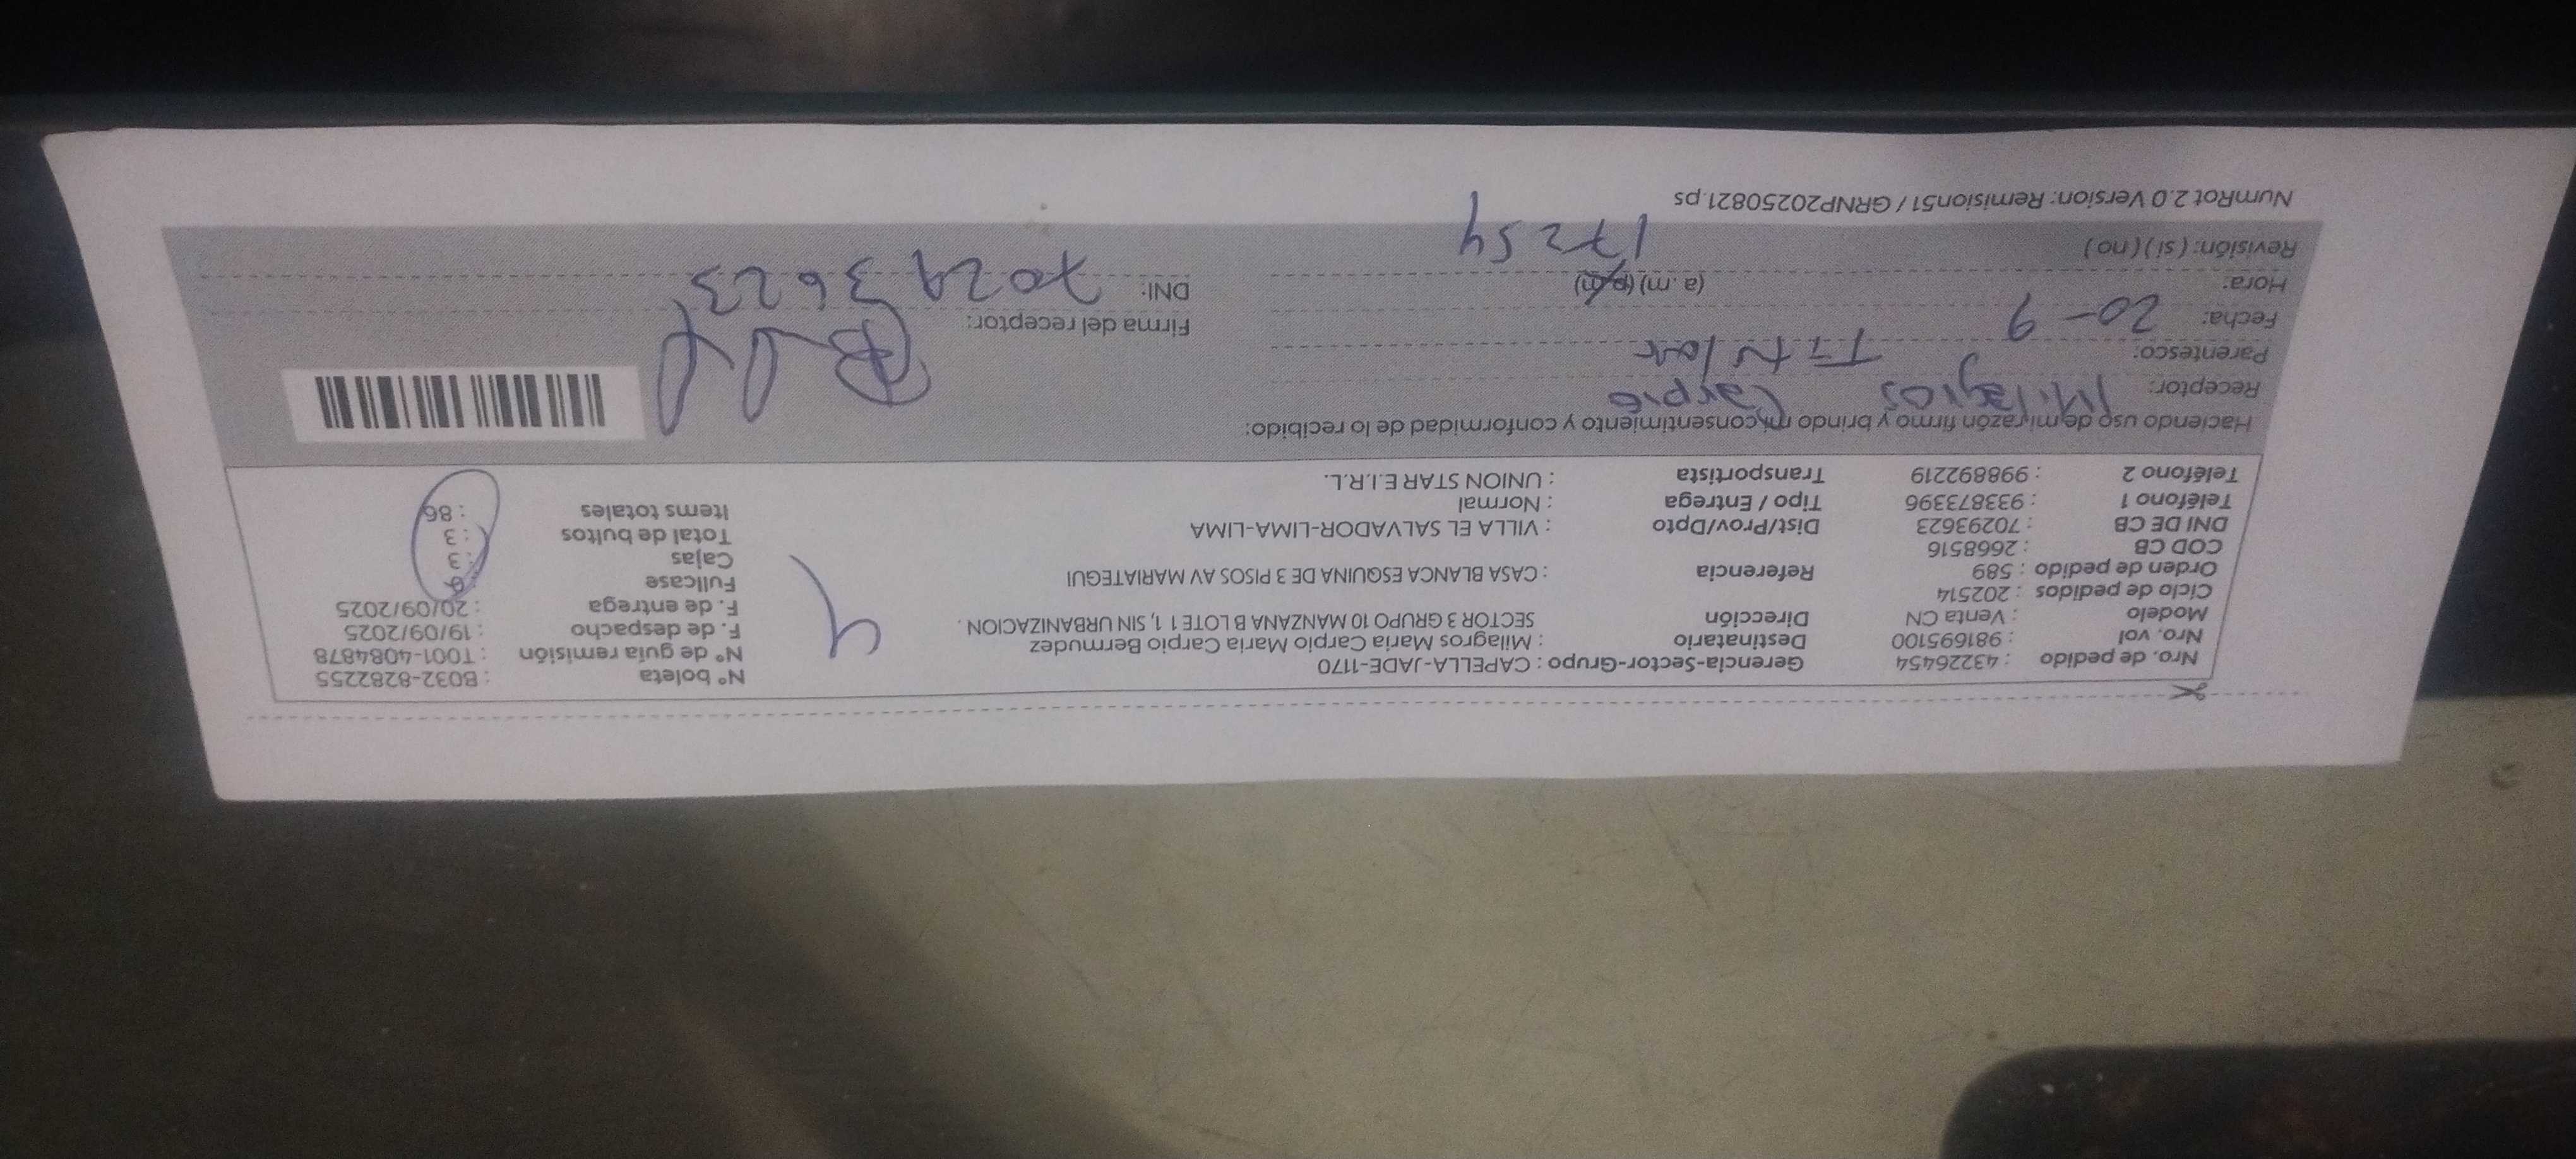 Nro. de pedido : 43226454 Gerencia-Sector-Grupo : CAPELLA-JADE-1170 N° boleta : B032-8282255
Nro. vol : 981695100 Destinatario : Milagros Maria Carpio Maria Carpio Bermudez N° de guía remisión : T001-4084878
Modelo : Venta CN Dirección SECTOR 3 GRUPO 10 MANZANA B LOTE 1 1, SIN URBANIZACION . F. de despacho : 19/09/2025
Ciclo de pedidos : 202514 F. de entrega : 20/09/2025
Orden de pedido : 589 Referencia : CASA BLANCA ESQUINA DE 3 PISOS AV MARIATEGUI Fullcase : 0
COD CB : 2668516 Cajas : 3
DNI DE CB : 70293623 Dist/Prov/Dpto : VILLA EL SALVADOR-LIMA-LIMA Total de bultos : 3
Teléfono 1 : 933873396 Tipo / Entrega : Normal Items totales : 86
Teléfono 2 : 998892219 Transportista : UNION STAR E.I.R.L.
Haciendo uso de mi razón firmo y brindo mi consentimiento y conformidad de lo recibido:
Receptor: Milagros Carpio
Parentesco: Titular
Fecha: 20-9 Firma del receptor:
Hora: (a.m) (p.m) DNI: 70293623
Revisión: ( si ) ( no ) 17254
NumRot 2.0 Version: Remision51 / GRNP20250821.ps